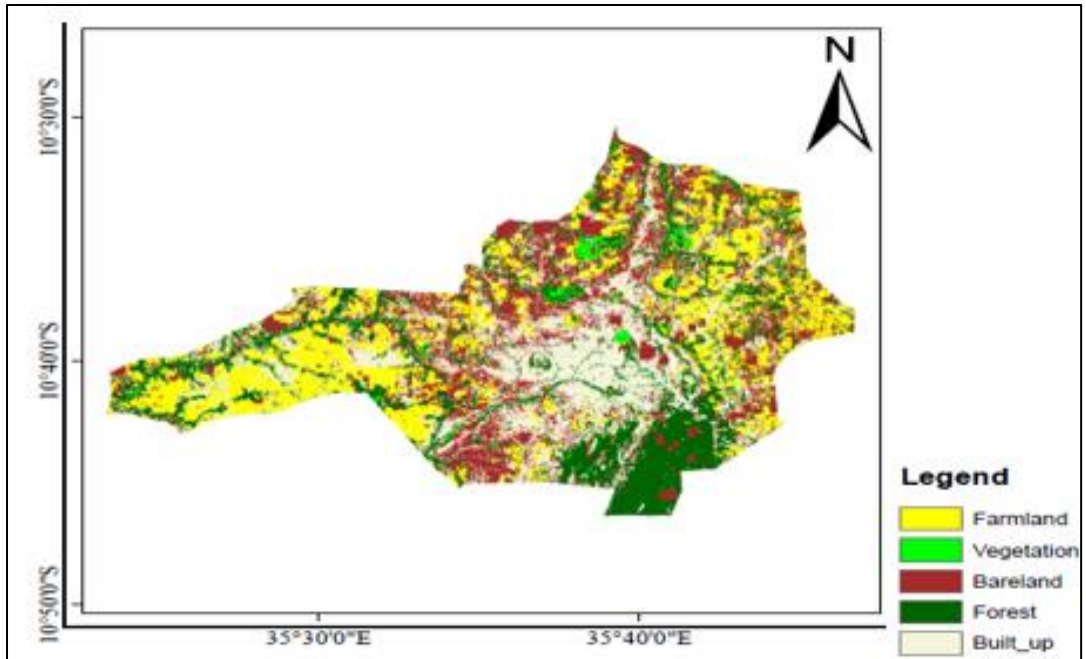 N
10°30'0"S
10°40'0"S
10°50'0"S
35°30'0"E
35°40'0"E
Legend
Farmland
Vegetation
Bareland
Forest
Built_up